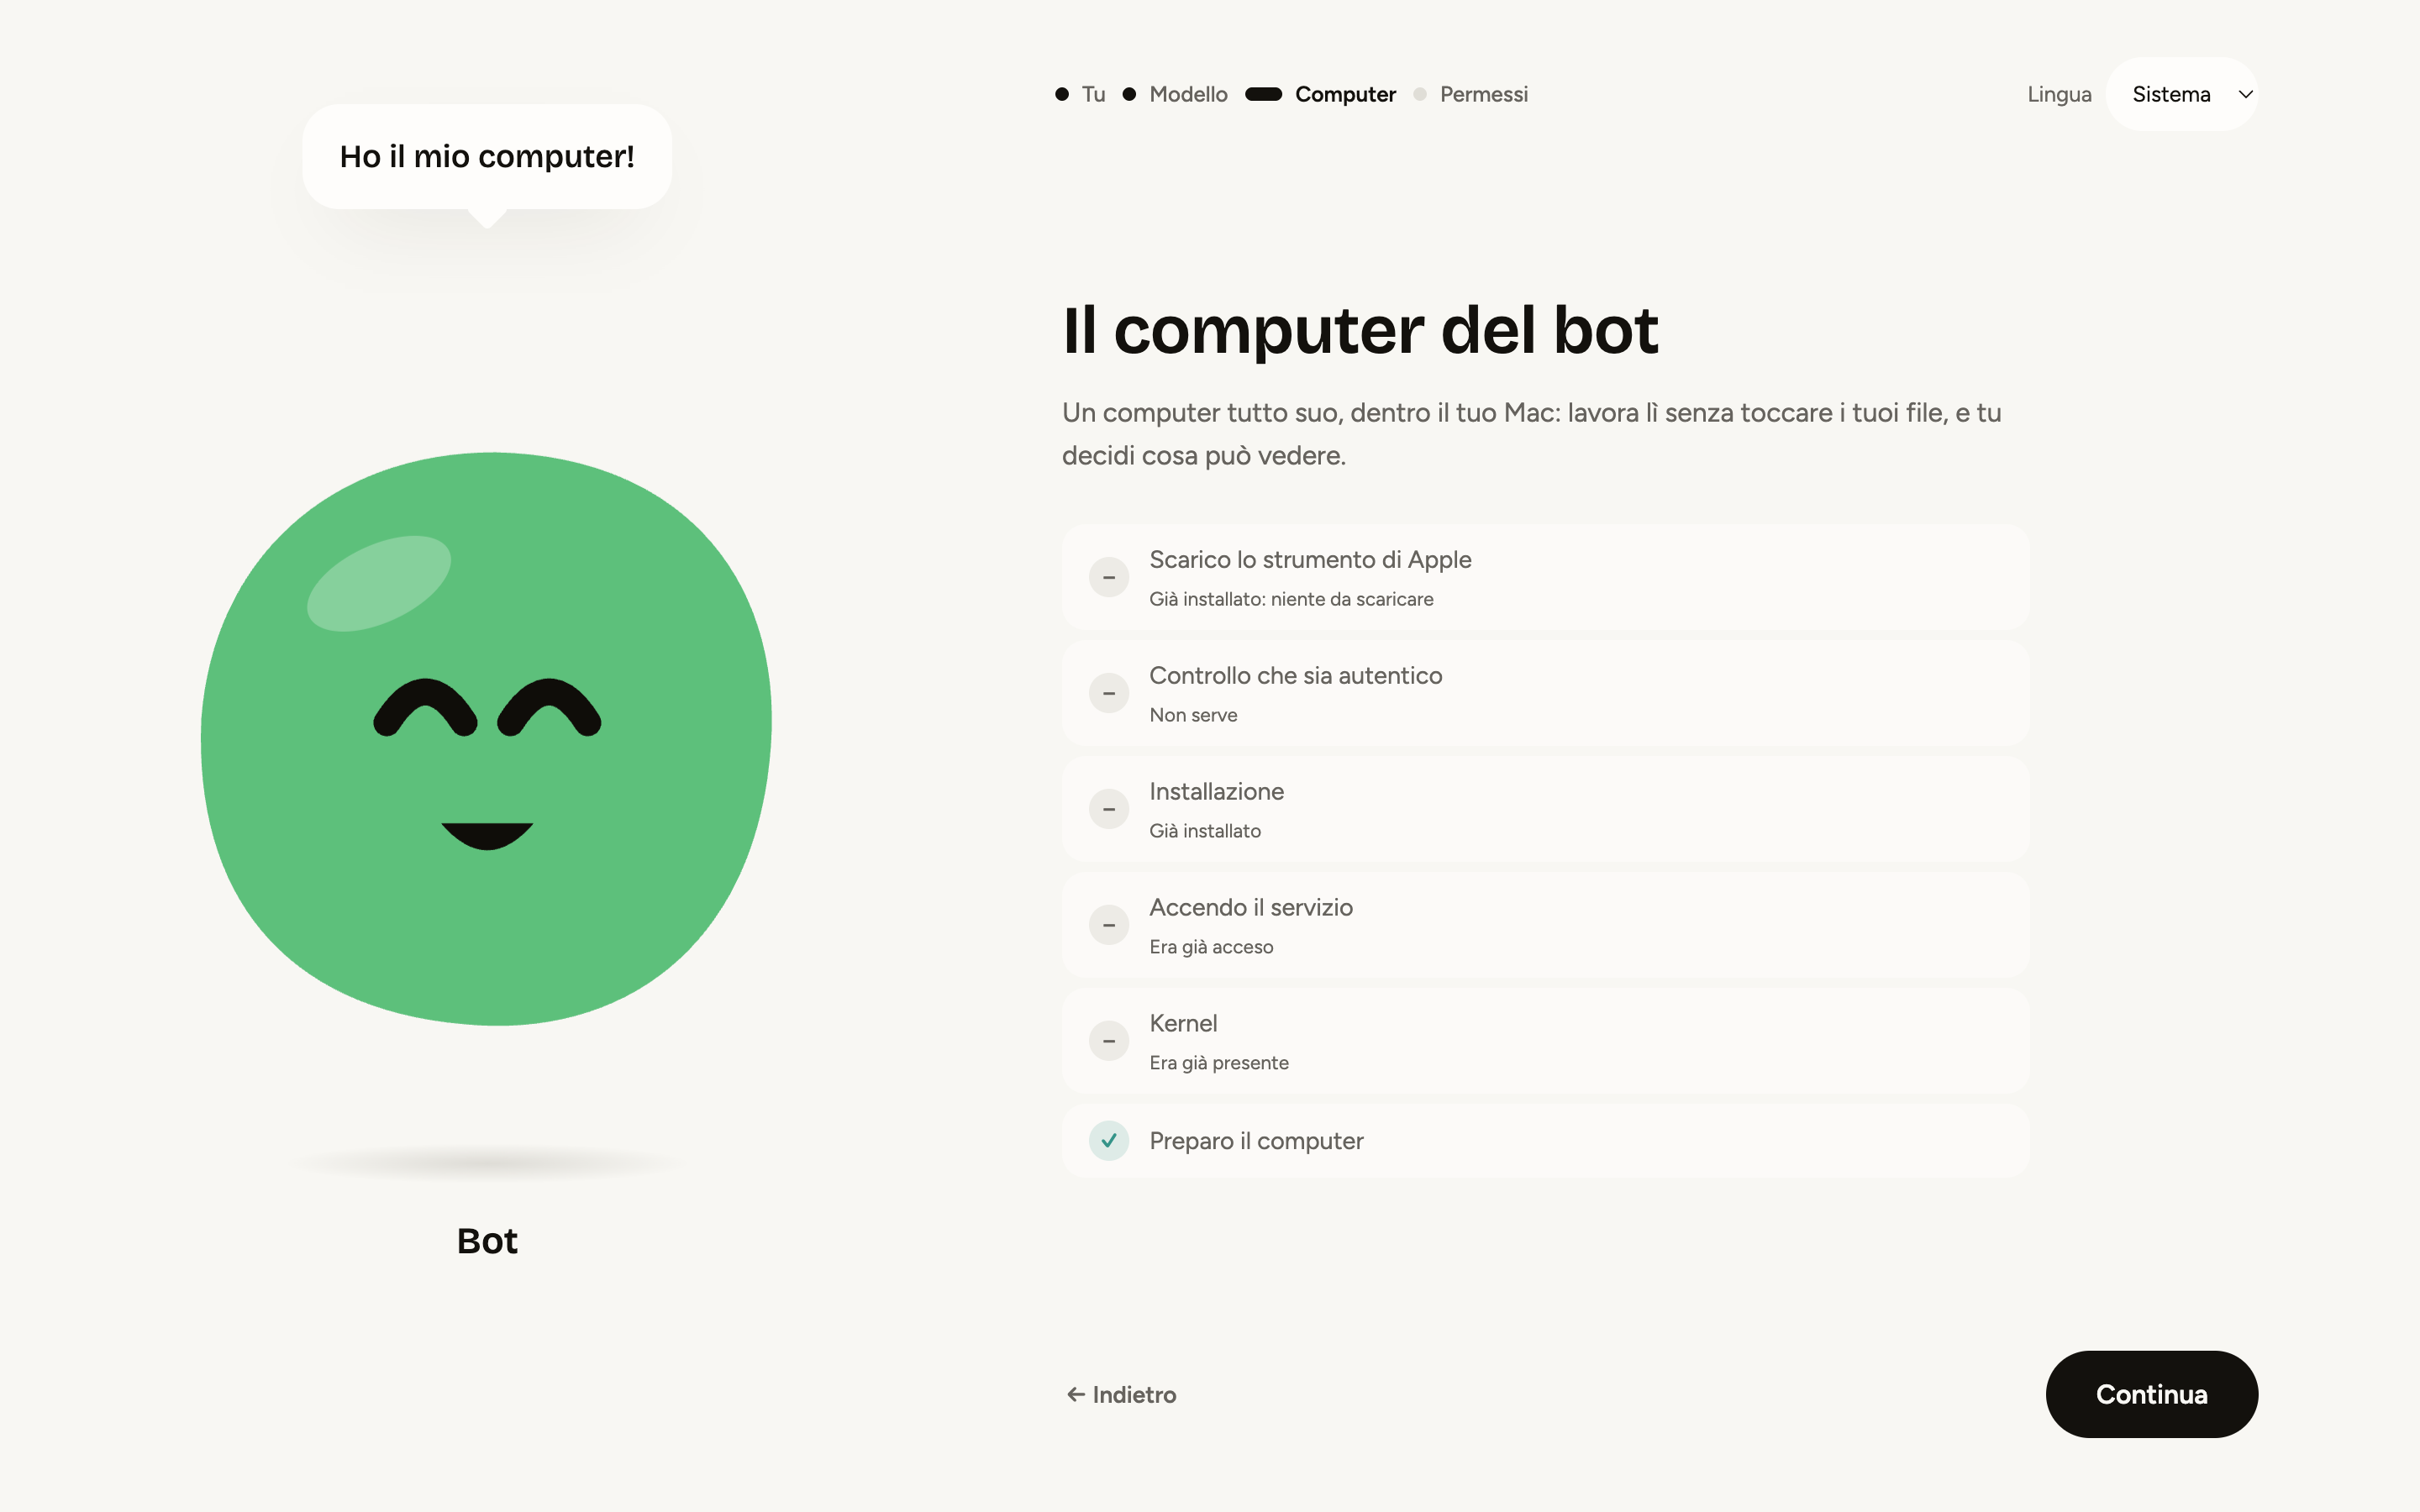 Tu
Modello
Computer
Permessi
Lingua
Sistema
Ho il mio computer!
Il computer del bot
Un computer tutto suo, dentro il tuo Mac: lavora lì senza toccare i tuoi file, e tu
decidi cosa può vedere.
Scarico lo strumento di Apple
Già installato: niente da scaricare
Controllo che sia autentico
Non serve
Installazione
Già installato
Accendo il servizio
Era già acceso
Kernel
Era già presente
Preparo il computer
Bot
Indietro
Continua